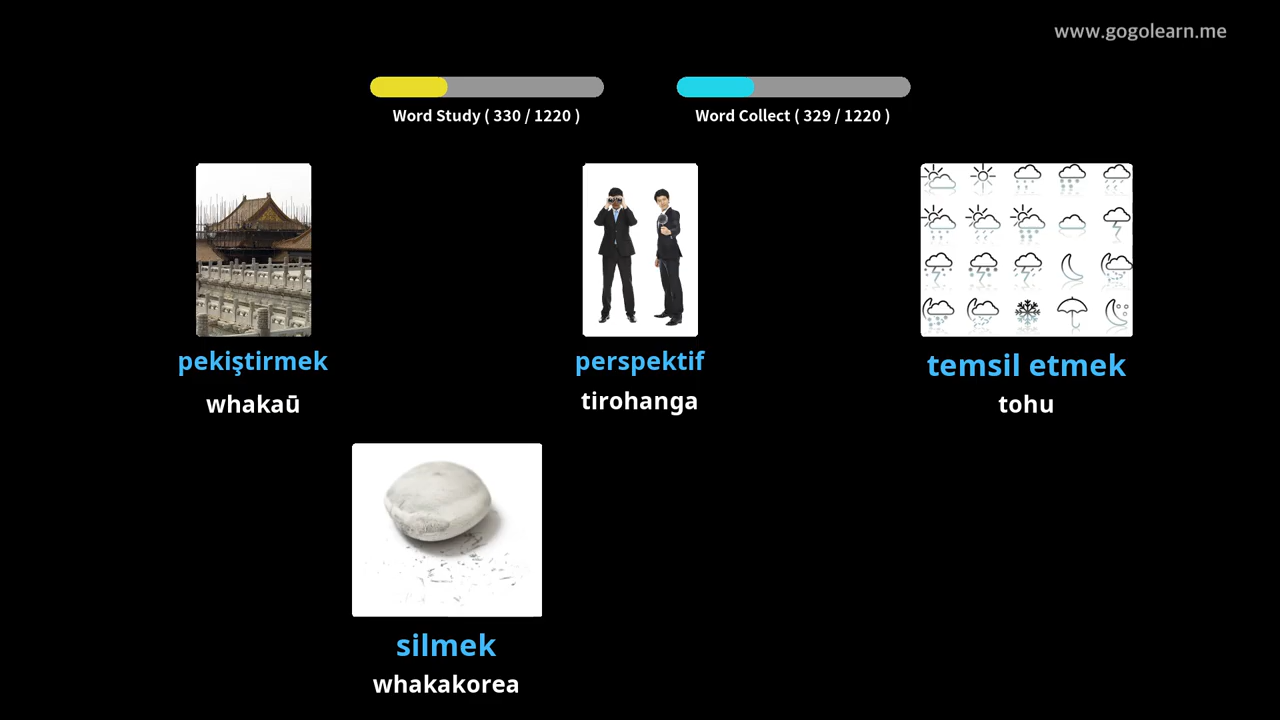 www.gogolearn.me
Word Study ( 330 / 1220 )
Word Collect ( 329 / 1220 )
pekiştirmek
whakaū
perspektif
tirohanga
temsil etmek
tohu
silmek
whakakorea